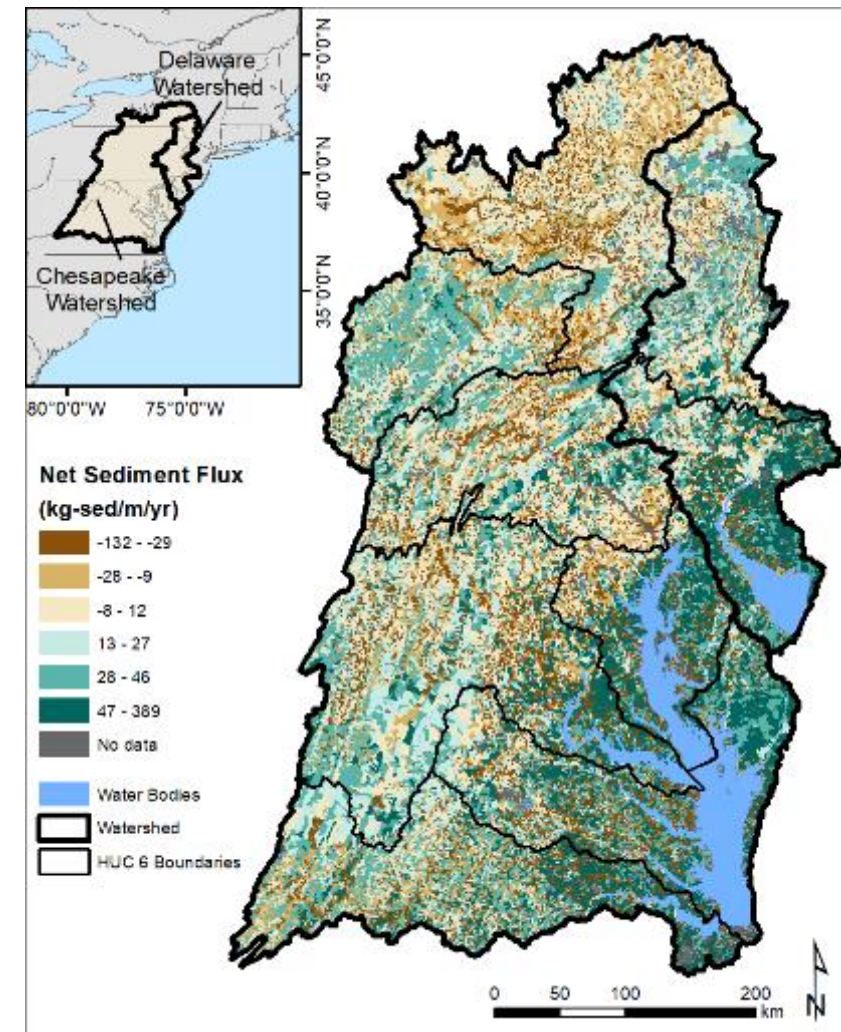 Delaware
Watershed
Chesapeake
Watershed
45°0'0"N
40°0'0"N
35°0'0"N
80°0'0"W
75°0'0"W
Net Sediment Flux
(kg-sed/m/yr)
-132 - -29
-28 - -9
-8 - 12
13 - 27
28 - 46
47 - 389
No data
Water Bodies
Watershed
HUC 6 Boundaries
0 50 100 200
km
N